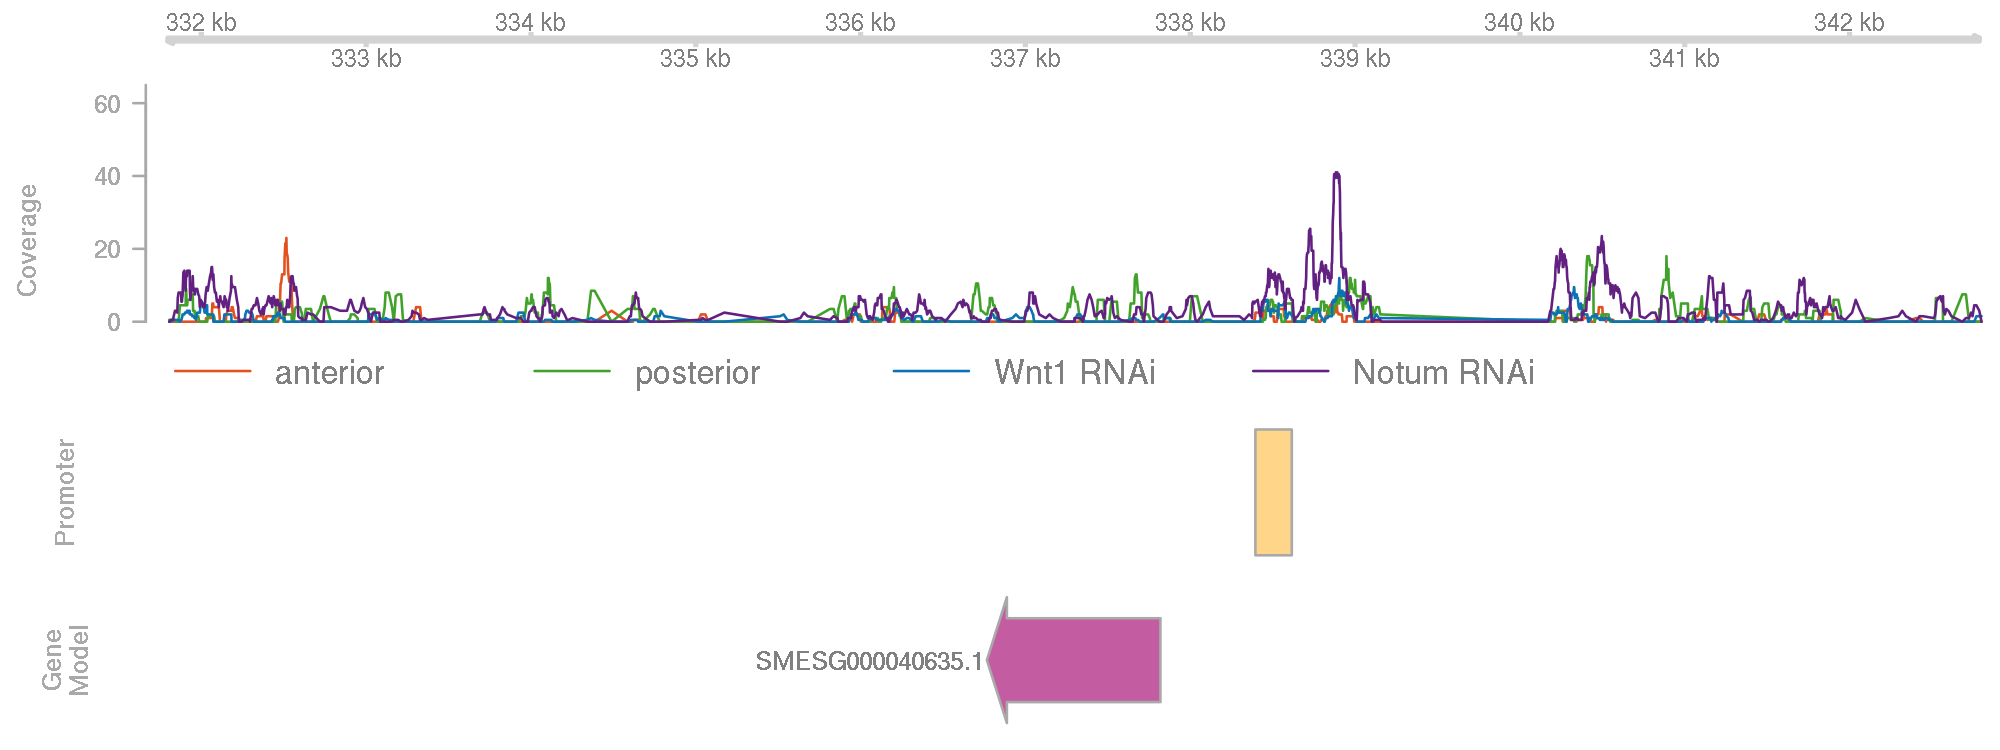 332 kb 334 kb 336 kb 338 kb 340 kb 342 kb
333 kb 335 kb 337 kb 339 kb 341 kb
Coverage
60
40
20
0
anterior posterior Wnt1 RNAi Notum RNAi
Promoter
Gene
Model
SMESG000040635.1